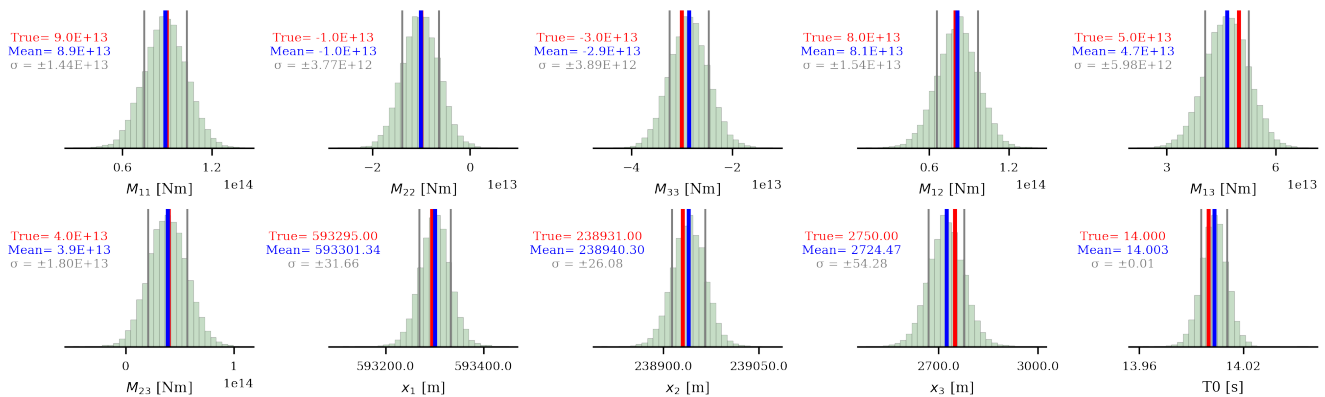 True= 9.0E+13
Mean= 8.9E+13
σ = ±1.44E+13
0.6 1.2
1e14
M₁₁ [Nm]
True= -1.0E+13
Mean= -1.0E+13
σ = ±3.77E+12
−2 0
1e13
M₂₂ [Nm]
True= -3.0E+13
Mean= -2.9E+13
σ = ±3.89E+12
−4 −2
1e13
M₃₃ [Nm]
True= 8.0E+13
Mean= 8.1E+13
σ = ±1.54E+13
0.6 1.2
1e14
M₁₂ [Nm]
True= 5.0E+13
Mean= 4.7E+13
σ = ±5.98E+12
3 6
1e13
M₁₃ [Nm]
True= 4.0E+13
Mean= 3.9E+13
σ = ±1.80E+13
0 1
1e14
M₂₃ [Nm]
True= 593295.00
Mean= 593301.34
σ = ±31.66
593200.0 593400.0
x₁ [m]
True= 238931.00
Mean= 238940.30
σ = ±26.08
238900.0 239050.0
x₂ [m]
True= 2750.00
Mean= 2724.47
σ = ±54.28
2700.0 3000.0
x₃ [m]
True= 14.000
Mean= 14.003
σ = ±0.01
13.96 14.02
T0 [s]